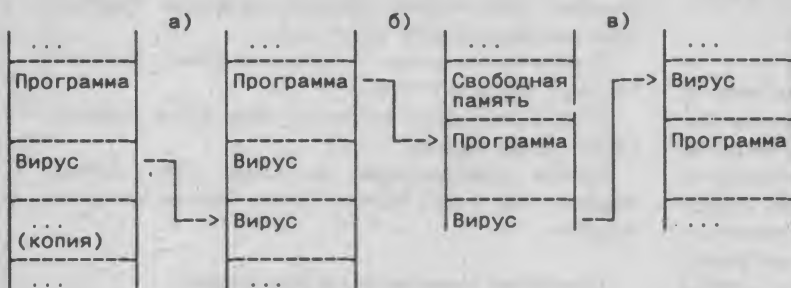 а) б) в)
... ... ... ...
Программа Программа Свободная Вирус
память
Программа Программа
Вирус Вирус
... Вирус Вирус ....
(копия)
... ...